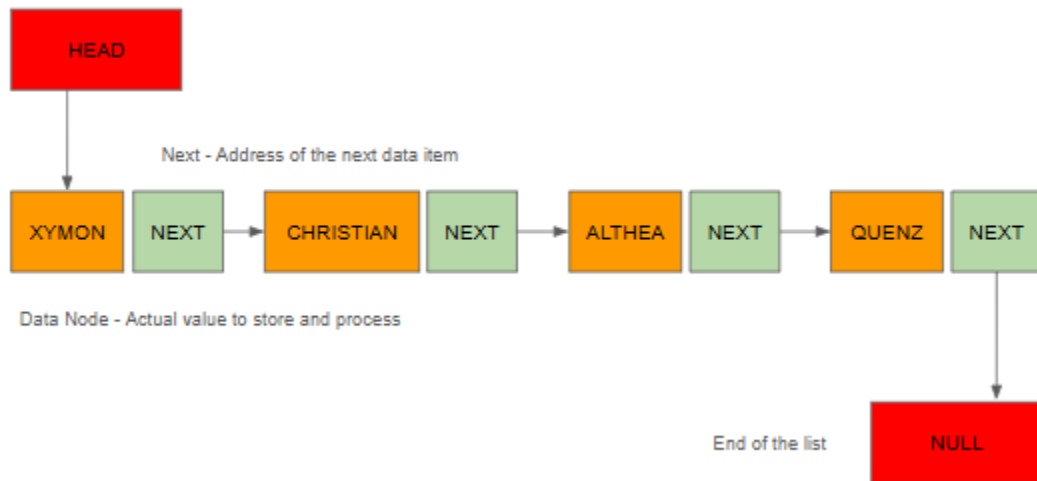 HEAD
Next - Address of the next data item
XYMON NEXT CHRISTIAN NEXT ALTHEA NEXT QUENZ NEXT
Data Node - Actual value to store and process
End of the list NULL